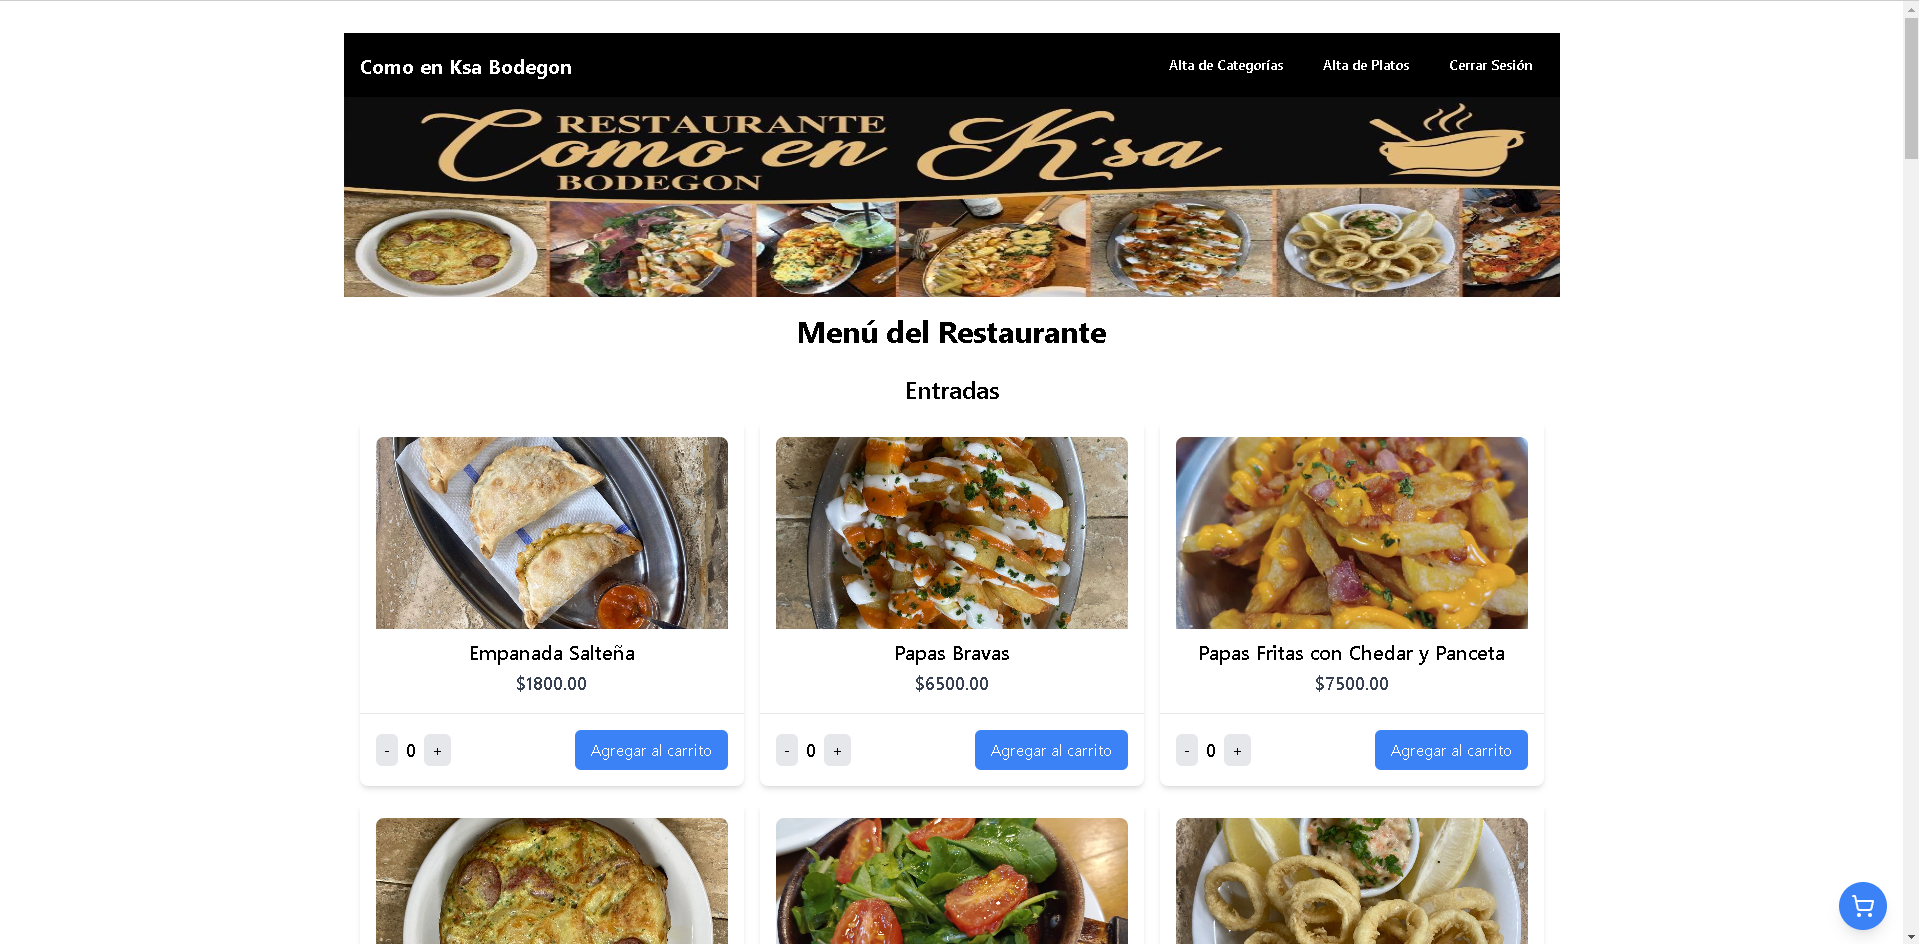 Como en Ksa Bodegon
Alta de Categorías
Alta de Platos
Cerrar Sesión
RESTAURANTE
Como en K'sa
BODEGON
Menú del Restaurante
Entradas
Empanada Salteña
$1800.00
- 0 +
Agregar al carrito
Papas Bravas
$6500.00
- 0 +
Agregar al carrito
Papas Fritas con Chedar y Panceta
$7500.00
- 0 +
Agregar al carrito